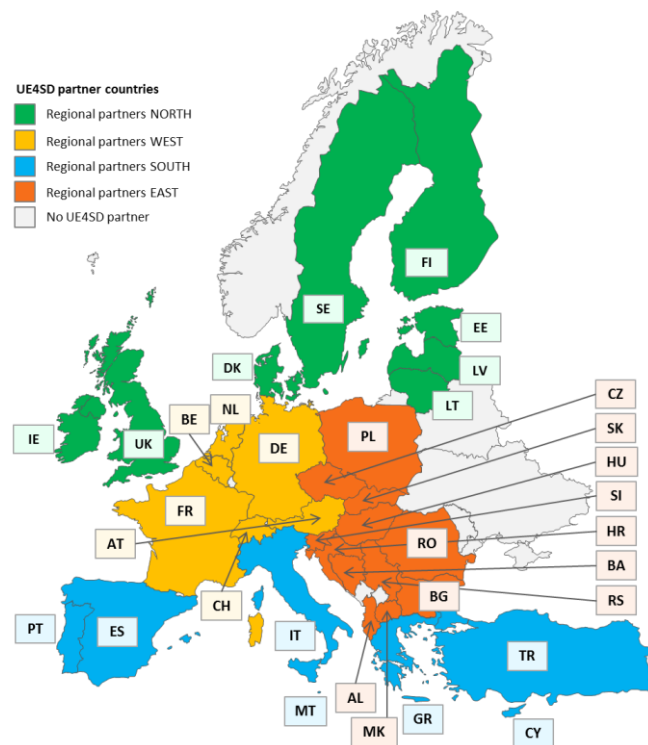 UE4SD partner countries
Regional partners NORTH
Regional partners WEST
Regional partners SOUTH
Regional partners EAST
No UE4SD partner
FI
SE
EE
DK
LV
CZ
NL
LT
BE
SK
IE
UK
DE
PL
HU
SI
FR
AT
RO
HR
BA
CH
BG
RS
PT
ES
IT
TR
AL
MT
MK
GR
CY